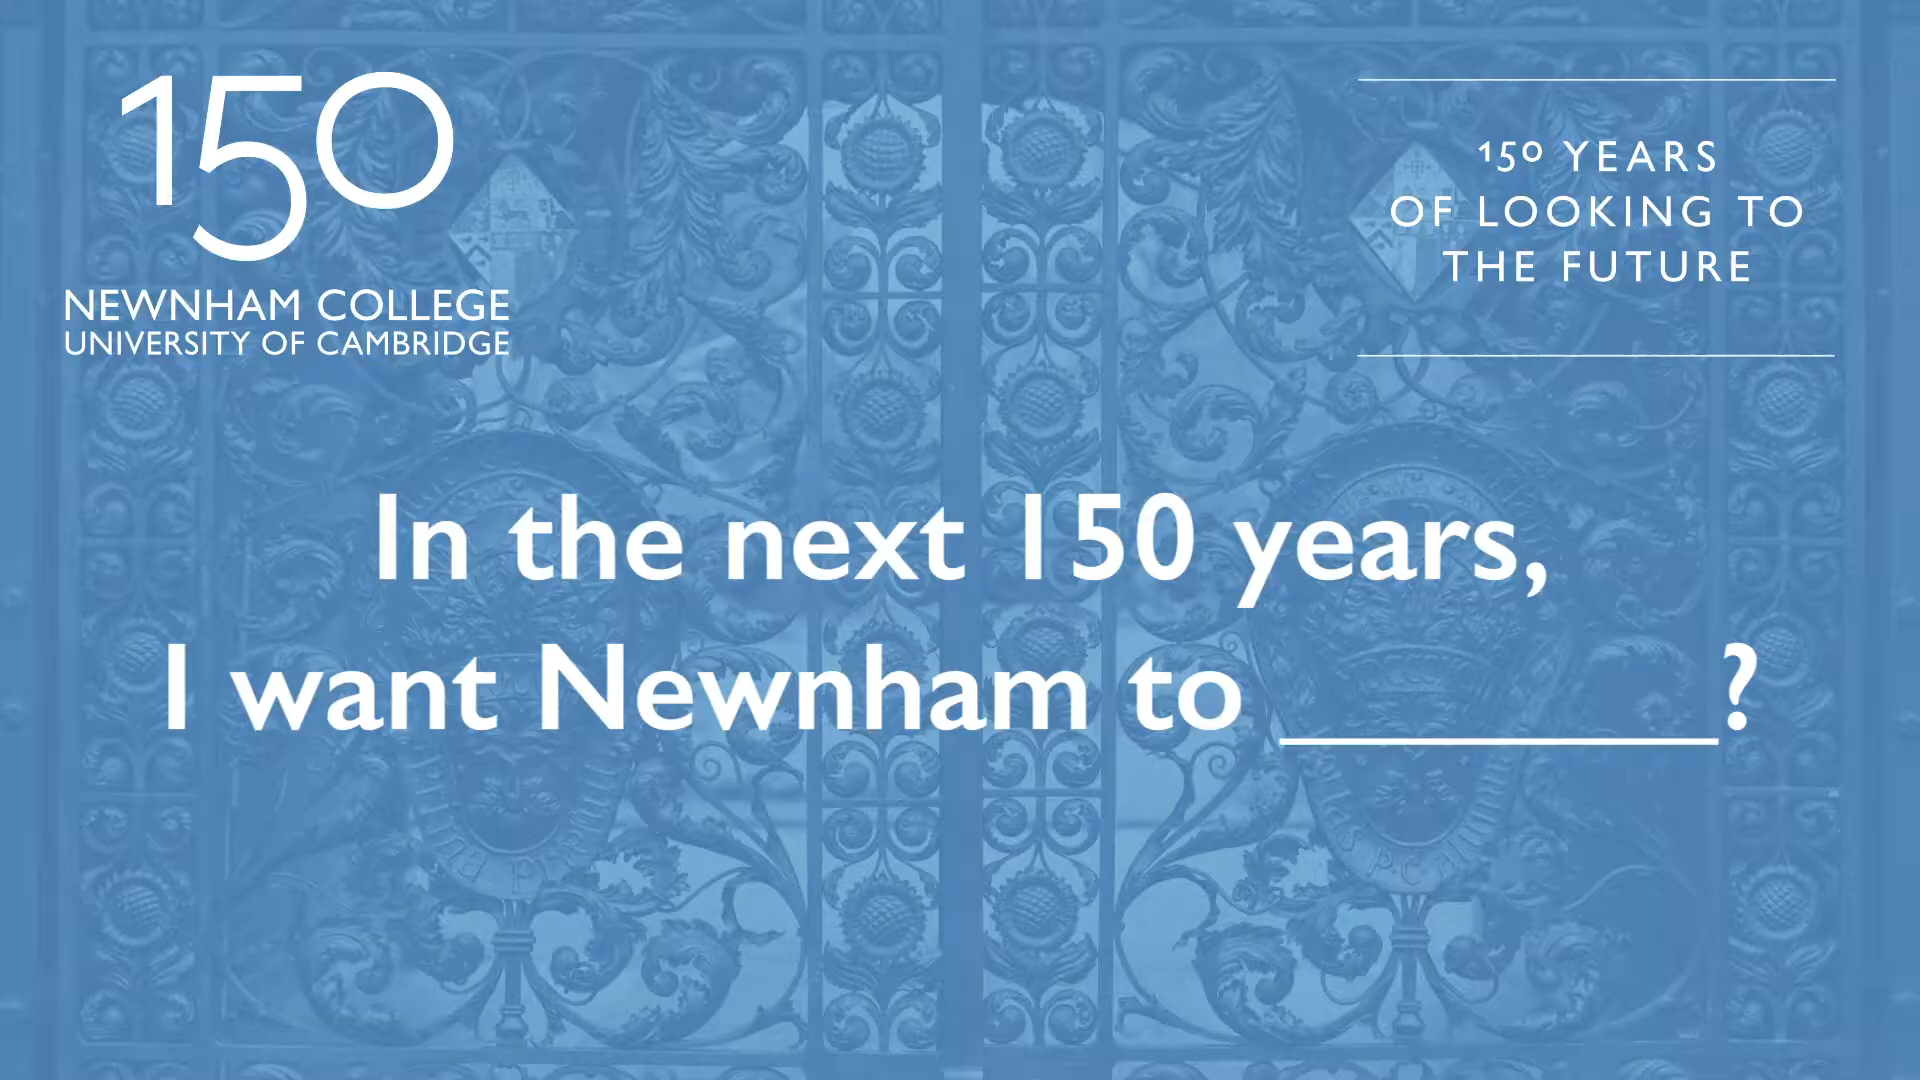 150
NEWNHAM COLLEGE
UNIVERSITY OF CAMBRIDGE
150 YEARS
OF LOOKING TO
THE FUTURE
In the next 150 years,
I want Newnham to ________?